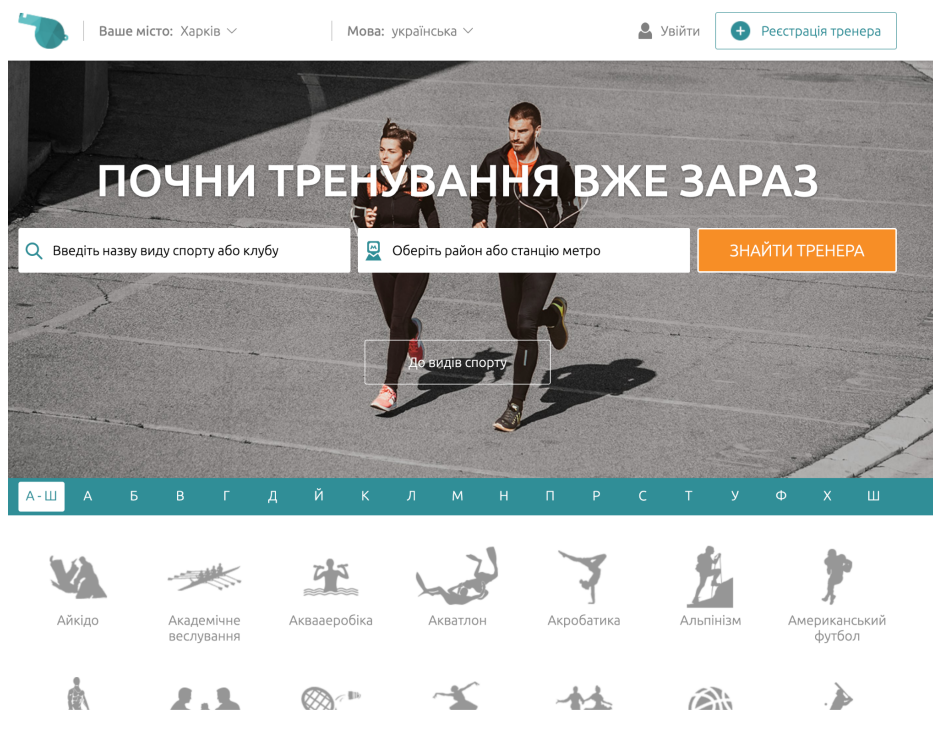 Ваше місто: Харків
Мова: українська
Увійти
Реєстрація тренера
ПОЧНИ ТРЕНУВАННЯ ВЖЕ ЗАРАЗ
Введіть назву виду спорту або клубу
Оберіть район або станцію метро
ЗНАЙТИ ТРЕНЕРА
До видів спорту
А - Ш А Б В Г Д Й К Л М Н П Р С Т У Ф Х Ш
Айкідо
Академічне
веслування
Аквааеробіка
Акватлон
Акробатика
Альпінізм
Американський
футбол